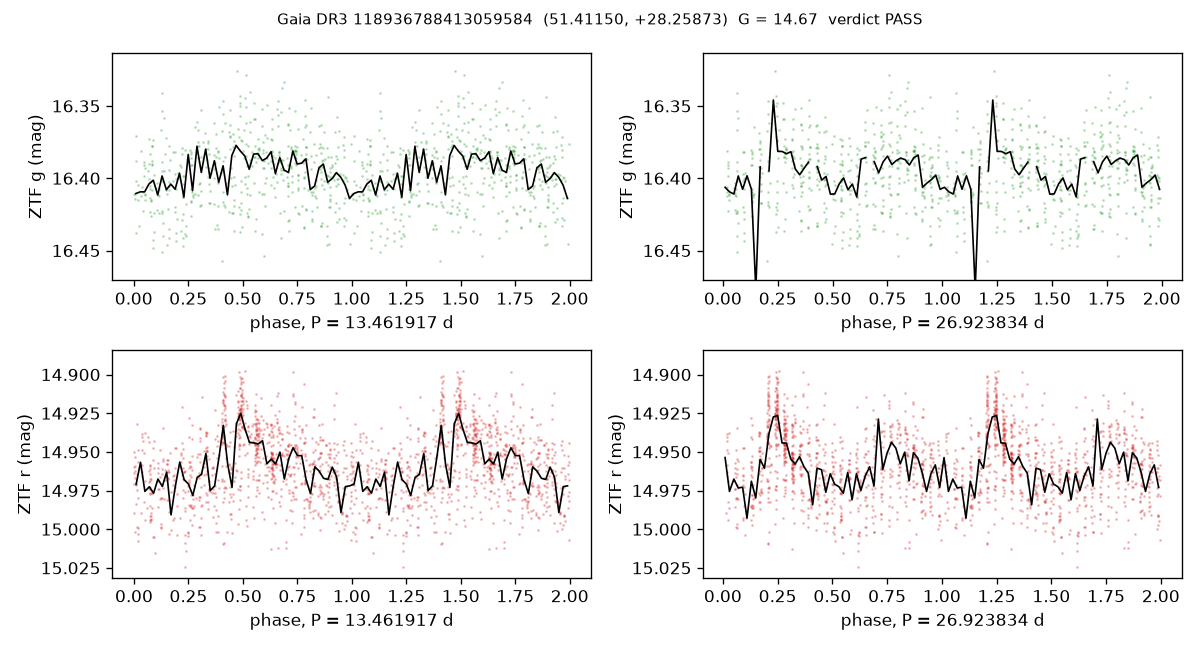 Gaia DR3 118936788413059584  (51.41150, +28.25873)  G = 14.67  verdict PASS
ZTF g (mag)
16.35
16.40
16.45
0.00 0.25 0.50 0.75 1.00 1.25 1.50 1.75 2.00
phase, P = 13.461917 d
ZTF g (mag)
16.35
16.40
16.45
0.00 0.25 0.50 0.75 1.00 1.25 1.50 1.75 2.00
phase, P = 26.923834 d
ZTF r (mag)
14.900
14.925
14.950
14.975
15.000
15.025
0.00 0.25 0.50 0.75 1.00 1.25 1.50 1.75 2.00
phase, P = 13.461917 d
ZTF r (mag)
14.900
14.925
14.950
14.975
15.000
15.025
0.00 0.25 0.50 0.75 1.00 1.25 1.50 1.75 2.00
phase, P = 26.923834 d